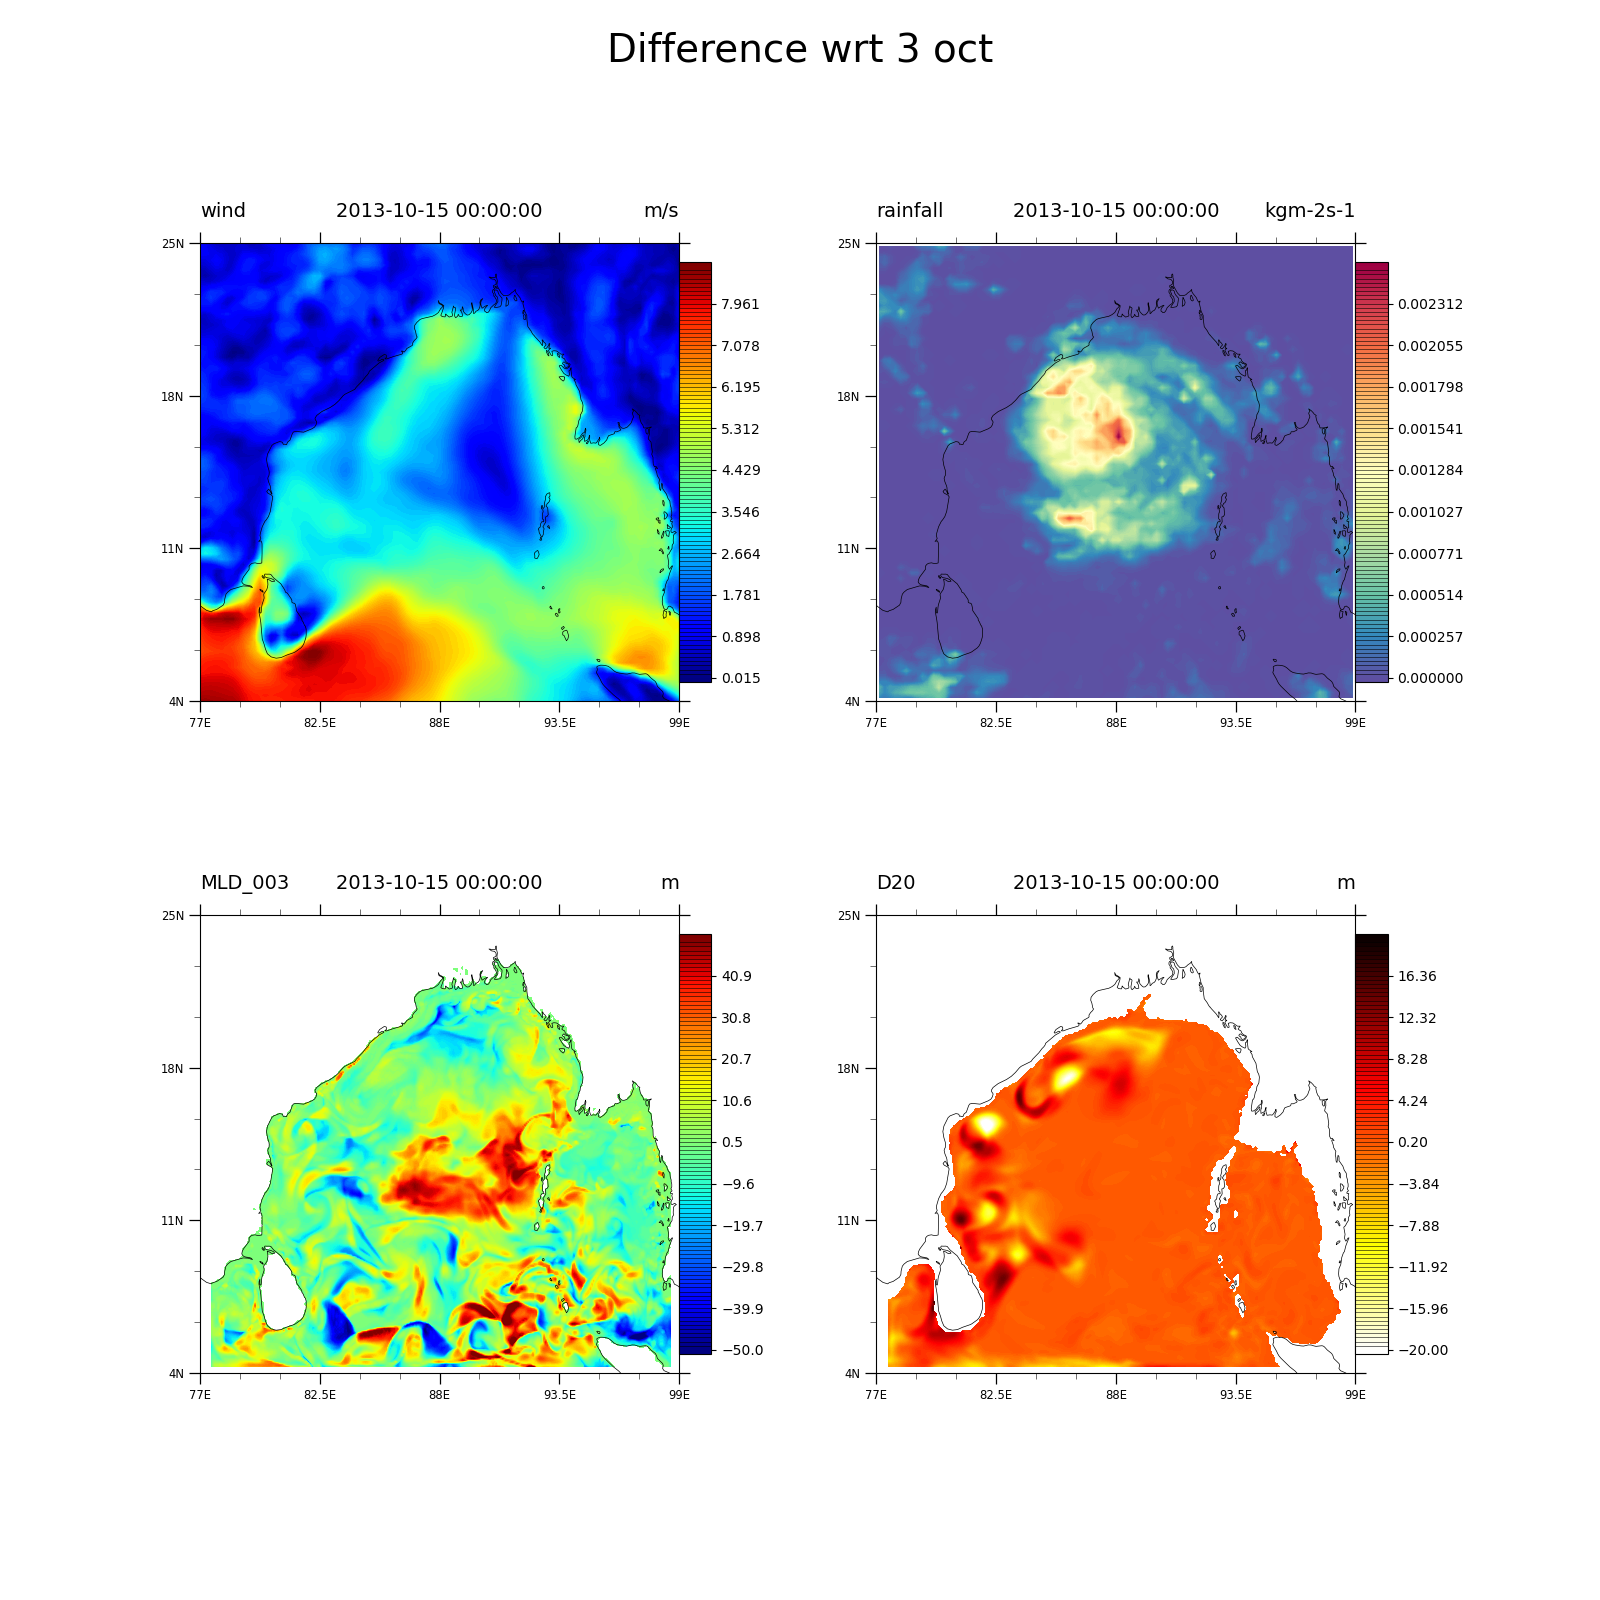 Difference wrt 3 oct
wind 2013-10-15 00:00:00 m/s
25N
18N
11N
4N
77E 82.5E 88E 93.5E 99E
7.961
7.078
6.195
5.312
4.429
3.546
2.664
1.781
0.898
0.015
rainfall 2013-10-15 00:00:00 kgm-2s-1
25N
18N
11N
4N
77E 82.5E 88E 93.5E 99E
0.002312
0.002055
0.001798
0.001541
0.001284
0.001027
0.000771
0.000514
0.000257
0.000000
MLD_003 2013-10-15 00:00:00 m
25N
18N
11N
4N
77E 82.5E 88E 93.5E 99E
40.9
30.8
20.7
10.6
0.5
−9.6
−19.7
−29.8
−39.9
−50.0
D20 2013-10-15 00:00:00 m
25N
18N
11N
4N
77E 82.5E 88E 93.5E 99E
16.36
12.32
8.28
4.24
0.20
−3.84
−7.88
−11.92
−15.96
−20.00